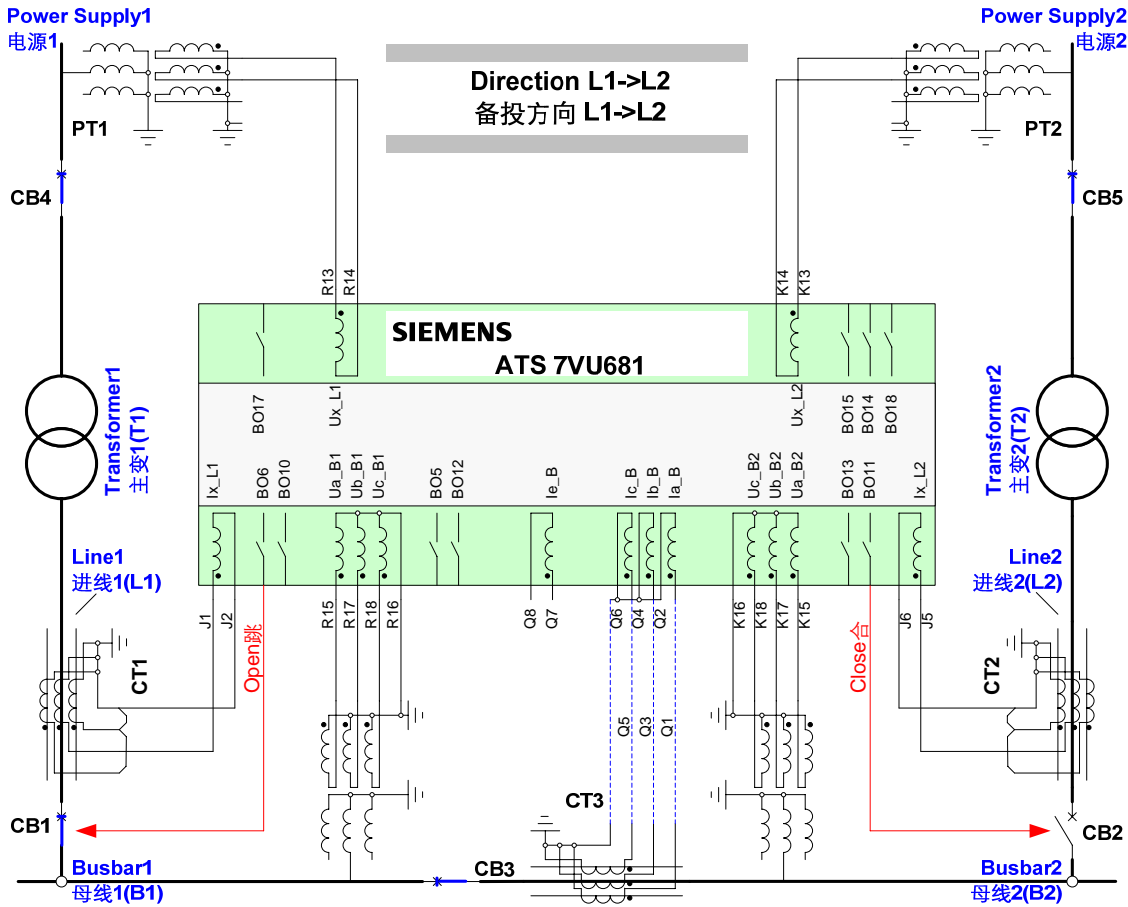 Power Supply1
电源1
Power Supply2
电源2
Direction L1->L2
备投方向 L1->L2
PT1
PT2
CB4
CB5
R13
R14
K14
K13
SIEMENS
ATS 7VU681
Transformer1
主变1(T1)
Transformer2
主变2(T2)
BO17
Ux_L1
Ux_L2
BO15
BO14
BO18
Ix_L1
BO6
BO10
Ua_B1
Ub_B1
Uc_B1
BO5
BO12
Ie_B
Ic_B
Ib_B
Ia_B
Uc_B2
Ub_B2
Ua_B2
BO13
BO11
Ix_L2
Line1
进线1(L1)
Line2
进线2(L2)
J1
J2
R15
R17
R18
R16
Q8
Q7
Q6
Q4
Q2
K16
K18
K17
K15
J6
J5
Open跳
Close合
CT1
CT2
Q5
Q3
Q1
CT3
CB1
CB2
CB3
Busbar1
母线1(B1)
Busbar2
母线2(B2)